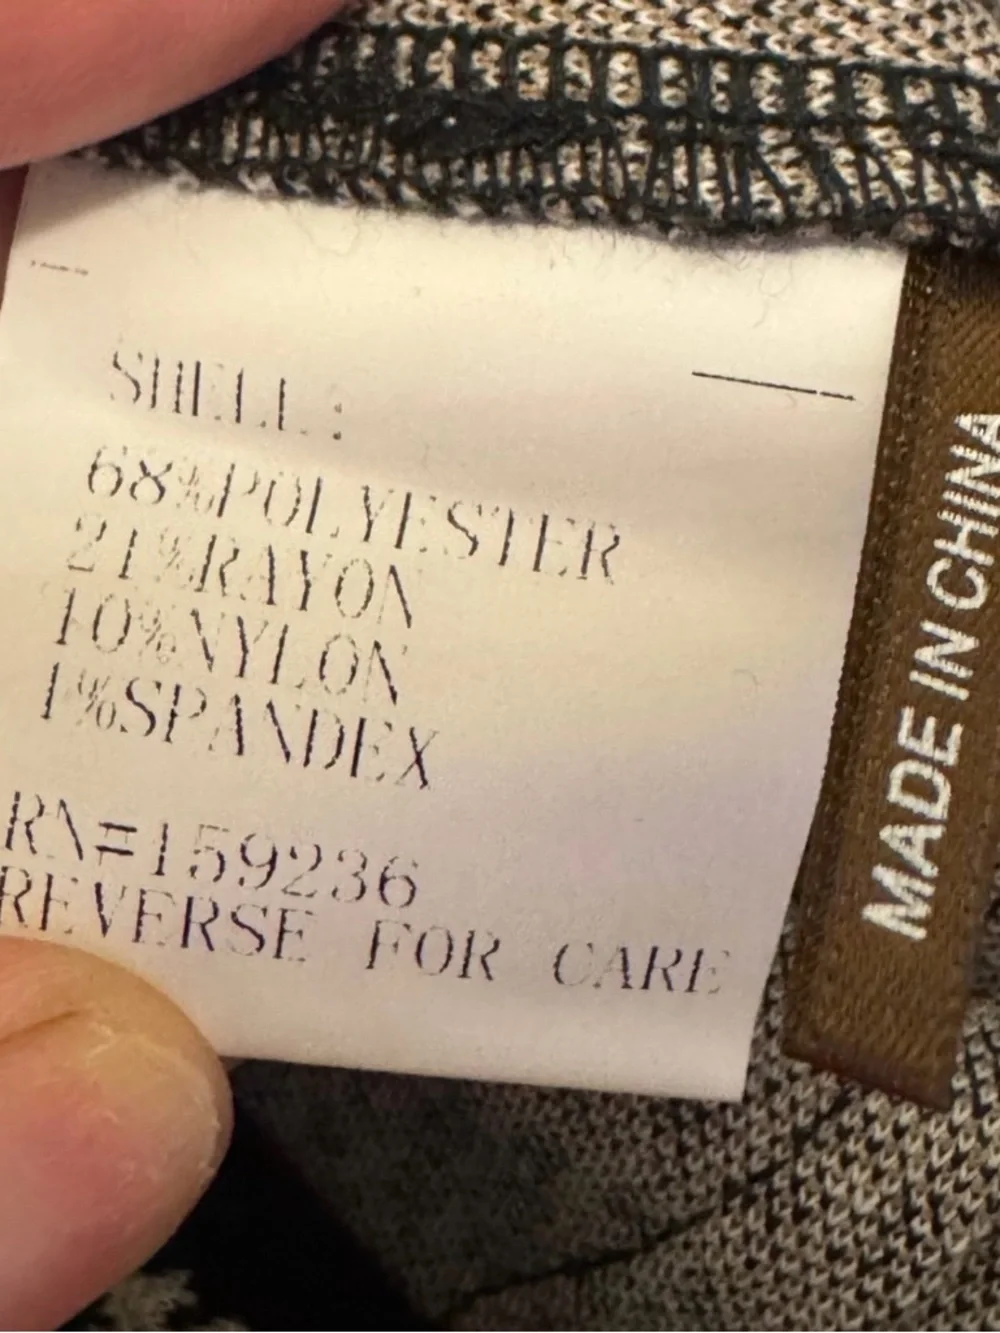 SHELL:
68%POLYESTER
21%RAYON
10%NYLON
1%SPANDEX
RN=159236
REVERSE FOR CARE
MADE IN CHINA